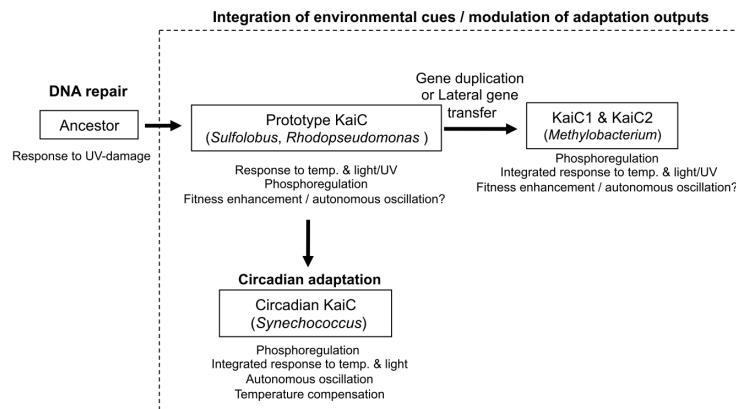 Integration of environmental cues / modulation of adaptation outputs
DNA repair
Ancestor
Response to UV-damage
Prototype KaiC
(Sulfolobus, Rhodopseudomonas )
Response to temp. & light/UV
Phosphoregulation
Fitness enhancement / autonomous oscillation?
Gene duplication
or Lateral gene
transfer
KaiC1 & KaiC2
(Methylobacterium)
Phosphoregulation
Integrated response to temp. & light/UV
Fitness enhancement / autonomous oscillation?
Circadian adaptation
Circadian KaiC
(Synechococcus)
Phosphoregulation
Integrated response to temp. & light
Autonomous oscillation
Temperature compensation